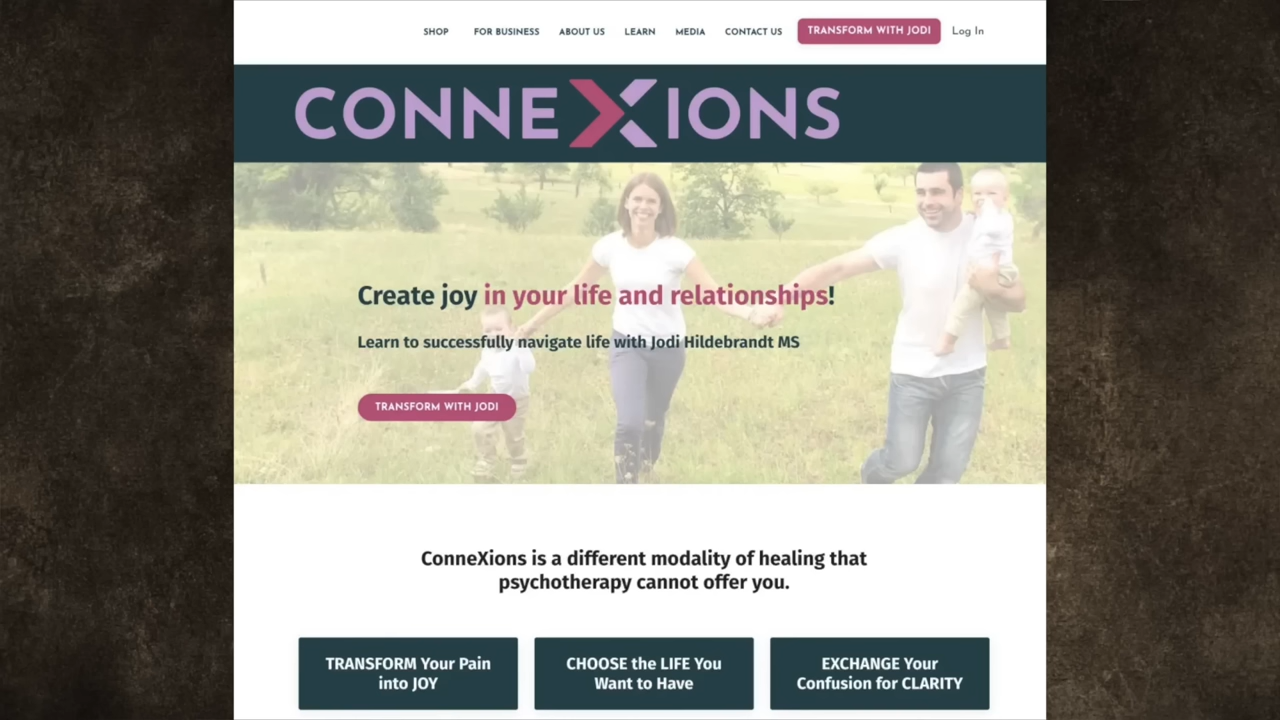 SHOP FOR BUSINESS ABOUT US LEARN MEDIA CONTACT US TRANSFORM WITH JODI Log In
CONNEXIONS
Create joy in your life and relationships!
Learn to successfully navigate life with Jodi Hildebrandt MS
TRANSFORM WITH JODI
ConneXions is a different modality of healing that
psychotherapy cannot offer you.
TRANSFORM Your Pain
into JOY
CHOOSE the LIFE You
Want to Have
EXCHANGE Your
Confusion for CLARITY